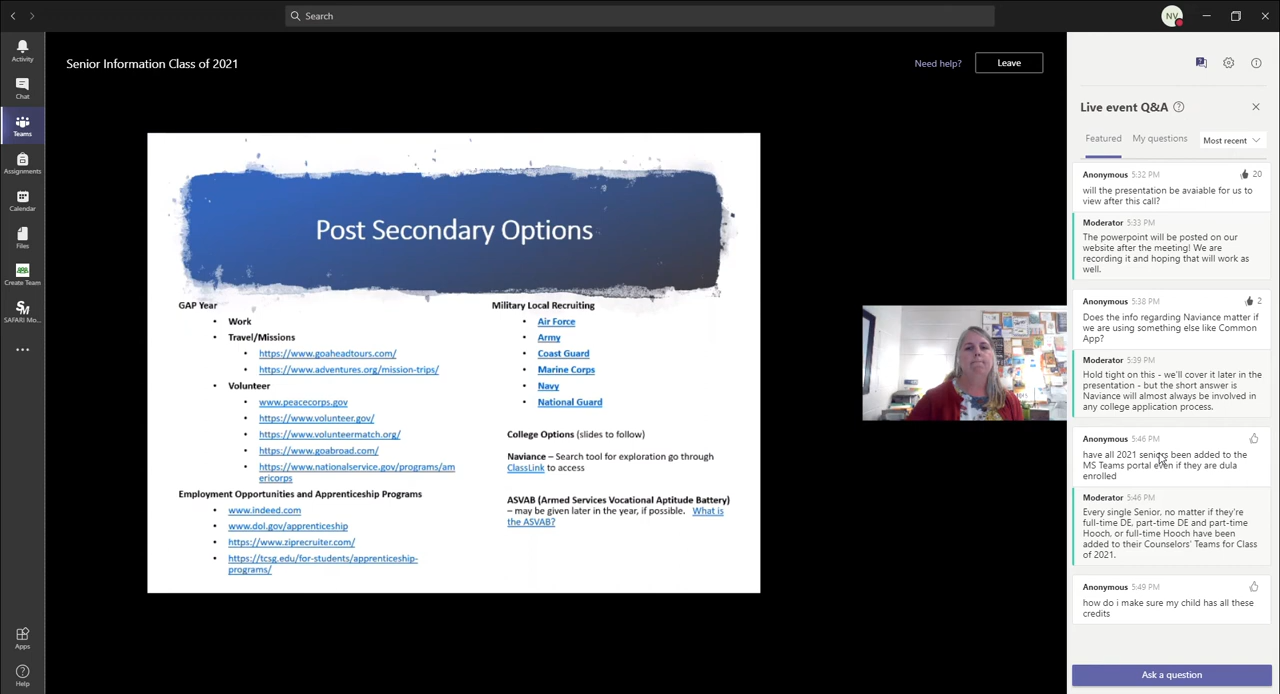 Search
NV
Activity
Chat
Teams
Assignments
Calendar
Files
Create Team
SAFARI Mo...
Apps
Help
Senior Information Class of 2021
Need help?
Leave
Post Secondary Options
GAP Year
• Work
• Travel/Missions
• https://www.goaheadtours.com/
• https://www.adventures.org/mission-trips/
• Volunteer
• www.peacecorps.gov
• https://www.volunteer.gov/
• https://www.volunteermatch.org/
• https://www.goabroad.com/
• https://www.nationalservice.gov/programs/am
ericorps
Employment Opportunities and Apprenticeship Programs
• www.indeed.com
• www.dol.gov/apprenticeship
• https://www.ziprecruiter.com/
• https://tcsg.edu/for-students/apprenticeship-
programs/
Military Local Recruiting
• Air Force
• Army
• Coast Guard
• Marine Corps
• Navy
• National Guard
College Options (slides to follow)
Naviance – Search tool for exploration go through
ClassLink to access
ASVAB (Armed Services Vocational Aptitude Battery)
– may be given later in the year, if possible. What is
the ASVAB?
Live event Q&A
Featured
My questions
Most recent
Anonymous 5:32 PM
20
will the presentation be avaiable for us to
view after this call?
Moderator 5:33 PM
The powerpoint will be posted on our
website after the meeting! We are
recording it and hoping that will work as
well.
Anonymous 5:38 PM
2
Does the info regarding Naviance matter if
we are using something else like Common
App?
Moderator 5:39 PM
Hold tight on this - we'll cover it later in the
presentation - but the short answer is
Naviance will almost always be involved in
any college application process.
Anonymous 5:46 PM
have all 2021 seniors been added to the
MS Teams portal even if they are dula
enrolled
Moderator 5:46 PM
Every single Senior, no matter if they're
full-time DE, part-time DE and part-time
Hooch, or full-time Hooch have been
added to their Counselors' Teams for Class
of 2021.
Anonymous 5:49 PM
how do i make sure my child has all these
credits
Ask a question